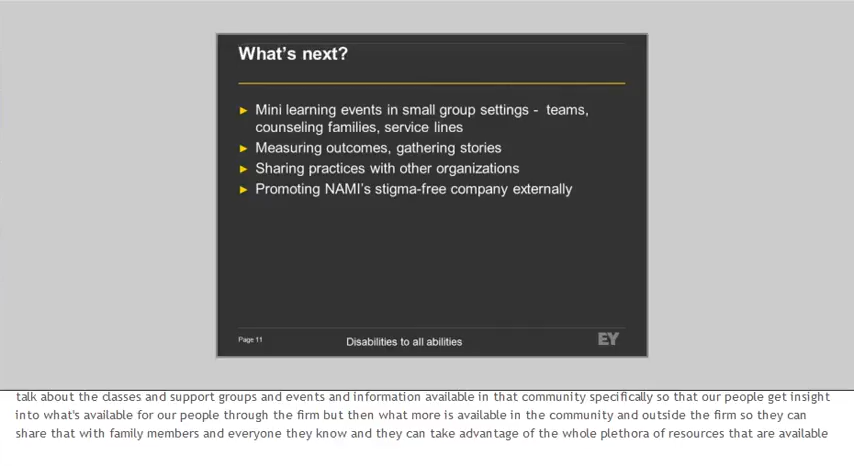 What's next?
► Mini learning events in small group settings - teams,
counseling families, service lines
► Measuring outcomes, gathering stories
► Sharing practices with other organizations
► Promoting NAMI's stigma-free company externally
Page 11
Disabilities to all abilities
EY
talk about the classes and support groups and events and information available in that community specifically so that our people get insight
into what's available for our people through the firm but then what more is available in the community and outside the firm so they can
share that with family members and everyone they know and they can take advantage of the whole plethora of resources that are available